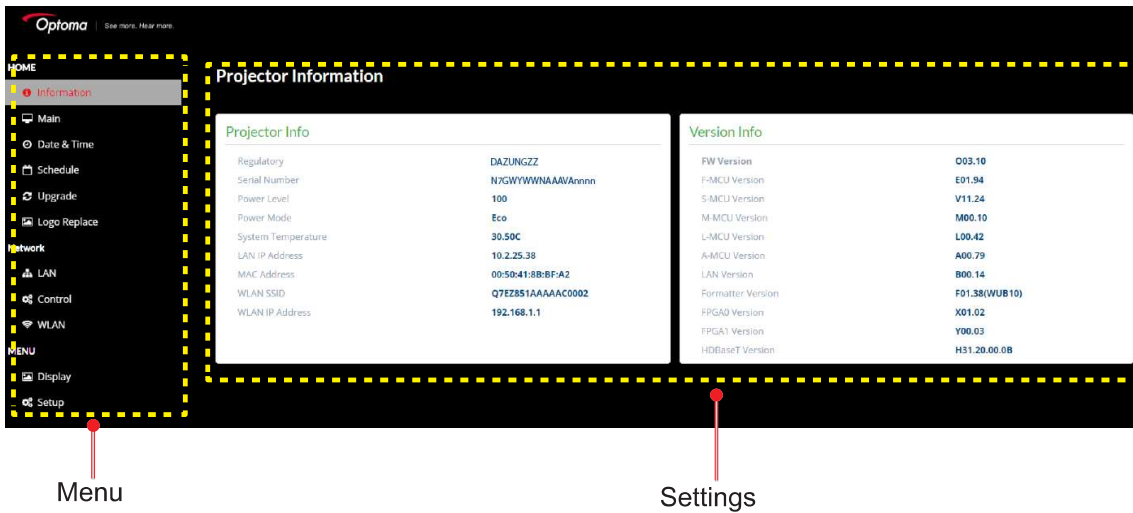 Optoma See more. Hear more.
HOME
Information
Main
Date & Time
Schedule
Upgrade
Logo Replace
Network
LAN
Control
WLAN
MENU
Display
Setup
Projector Information
Projector Info
Regulatory DAZUNGZZ
Serial Number N7GWYWWNAAAVAnnnn
Power Level 100
Power Mode Eco
System Temperature 30.50C
LAN IP Address 10.2.25.38
MAC Address 00:50:41:8B:BF:A2
WLAN SSID Q7EZ851AAAAAC0002
WLAN IP Address 192.168.1.1
Version Info
FW Version O03.10
F-MCU Version E01.94
S-MCU Version V11.24
M-MCU Version M00.10
L-MCU Version L00.42
A-MCU Version A00.79
LAN Version B00.14
Formatter Version F01.38(WUB10)
FPGA0 Version X01.02
FPGA1 Version Y00.03
HDBaseT Version H31.20.00.0B
Menu
Settings